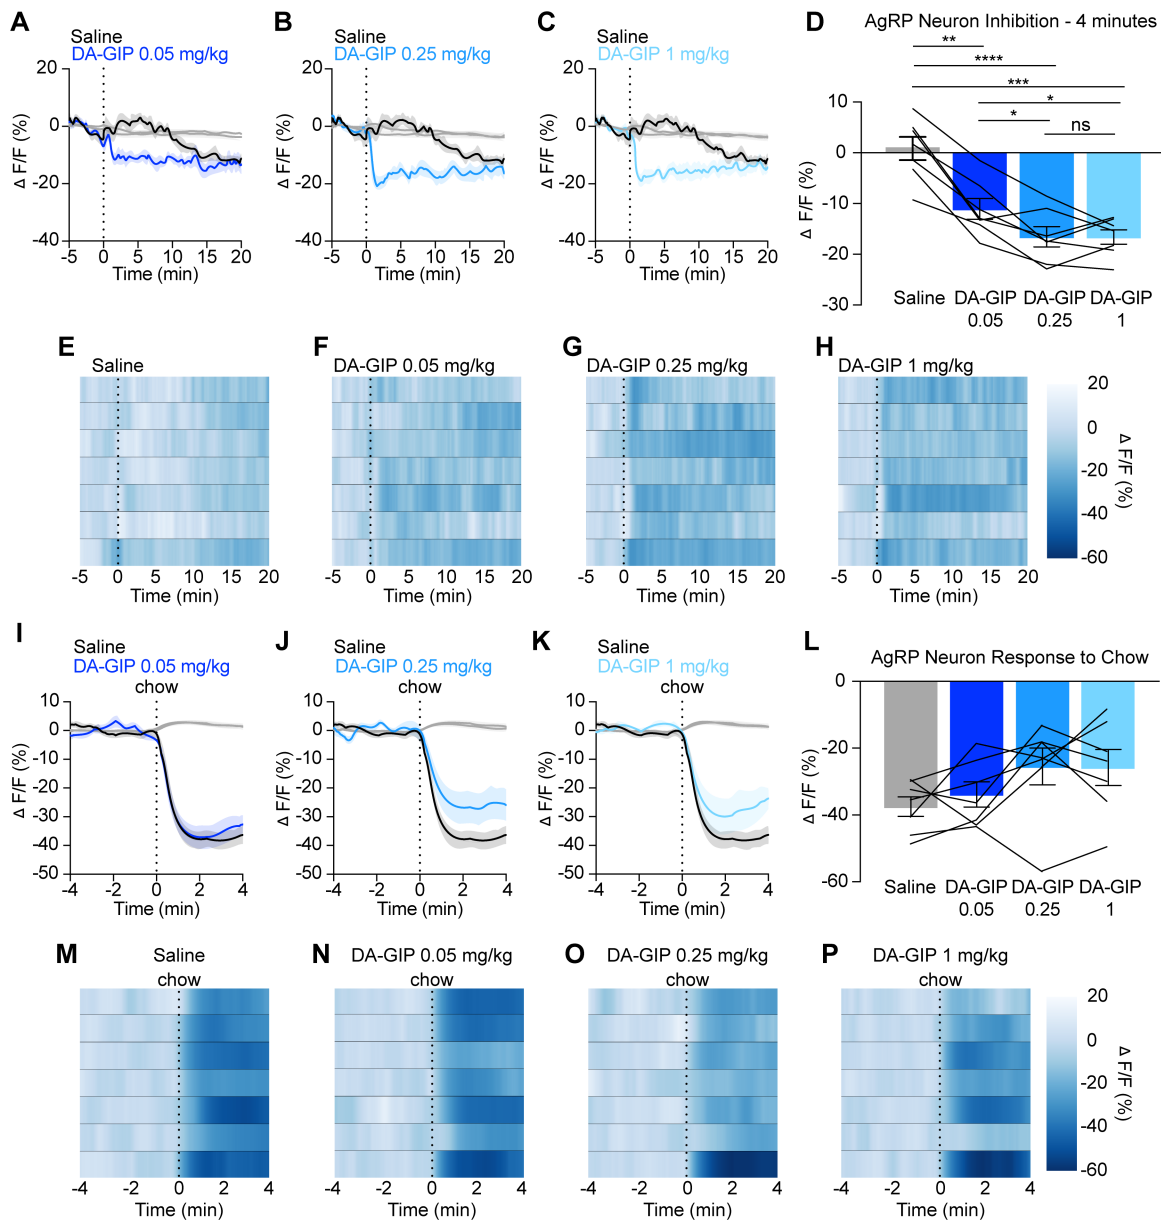 A
Saline
DA-GIP 0.05 mg/kg
20
0
-20
-40
Δ F/F (%)
-5 0 5 10 15 20
Time (min)
B
Saline
DA-GIP 0.25 mg/kg
20
0
-20
-40
Δ F/F (%)
-5 0 5 10 15 20
Time (min)
C
Saline
DA-GIP 1 mg/kg
20
0
-20
-40
Δ F/F (%)
-5 0 5 10 15 20
Time (min)
D
AgRP Neuron Inhibition - 4 minutes
**
****
***
*
*
ns
10
0
-10
-20
-30
Δ F/F (%)
Saline DA-GIP DA-GIP DA-GIP
0.05 0.25 1
E
Saline
-5 0 5 10 15 20
Time (min)
F
DA-GIP 0.05 mg/kg
-5 0 5 10 15 20
Time (min)
G
DA-GIP 0.25 mg/kg
-5 0 5 10 15 20
Time (min)
H
DA-GIP 1 mg/kg
-5 0 5 10 15 20
Time (min)
20
0
-20
-40
-60
Δ F/F (%)
I
Saline
DA-GIP 0.05 mg/kg
chow
10
0
-10
-20
-30
-40
-50
Δ F/F (%)
-4 -2 0 2 4
Time (min)
J
Saline
DA-GIP 0.25 mg/kg
chow
10
0
-10
-20
-30
-40
-50
Δ F/F (%)
-4 -2 0 2 4
Time (min)
K
Saline
DA-GIP 1 mg/kg
chow
10
0
-10
-20
-30
-40
-50
Δ F/F (%)
-4 -2 0 2 4
Time (min)
L
AgRP Neuron Response to Chow
0
-20
-40
-60
Δ F/F (%)
Saline DA-GIP DA-GIP DA-GIP
0.05 0.25 1
M
Saline
chow
-4 -2 0 2 4
Time (min)
N
DA-GIP 0.05 mg/kg
chow
-4 -2 0 2 4
Time (min)
O
DA-GIP 0.25 mg/kg
chow
-4 -2 0 2 4
Time (min)
P
DA-GIP 1 mg/kg
chow
-4 -2 0 2 4
Time (min)
20
0
-20
-40
-60
Δ F/F (%)